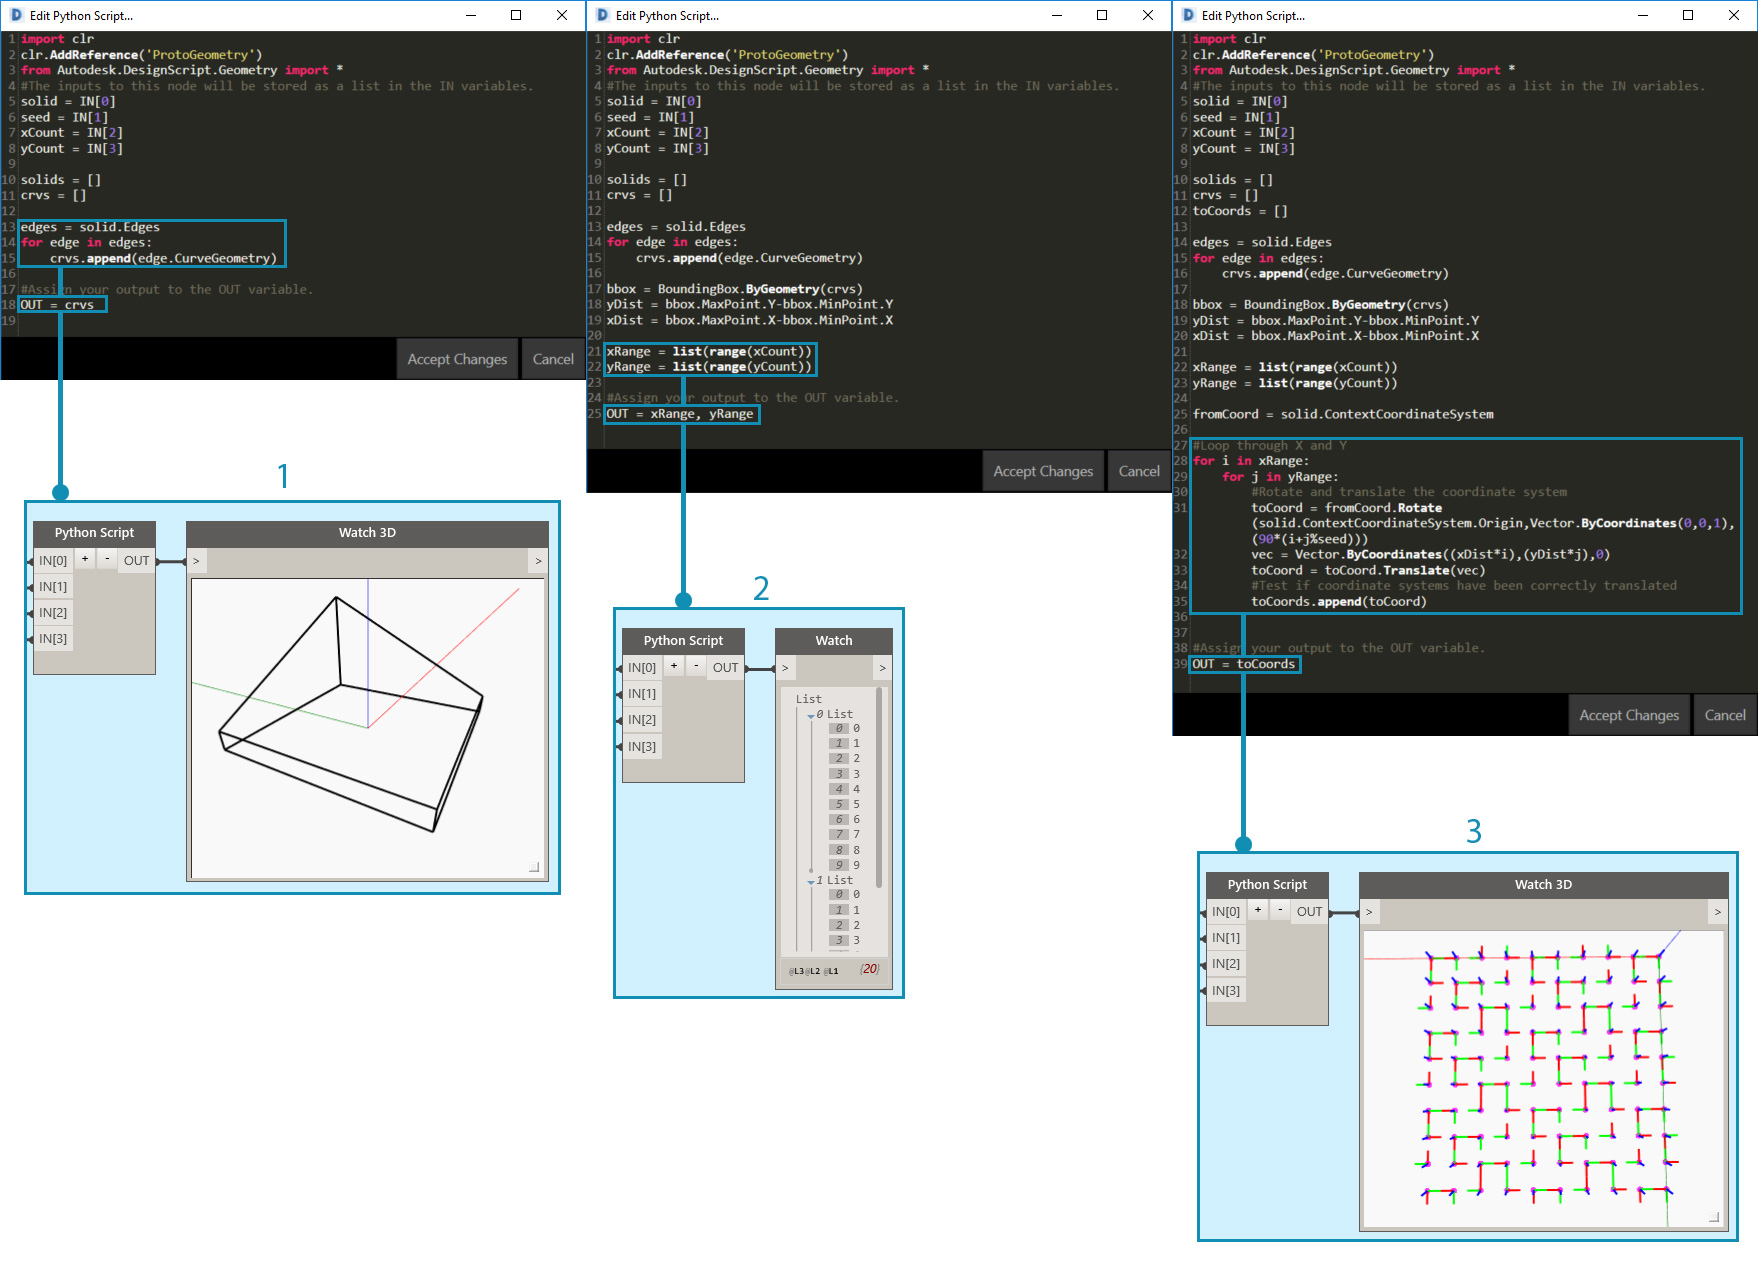 Edit Python Script...
1 import clr
2 clr.AddReference('ProtoGeometry')
3 from Autodesk.DesignScript.Geometry import *
4 #The inputs to this node will be stored as a list in the IN variables.
5 solid = IN[0]
6 seed = IN[1]
7 xCount = IN[2]
8 yCount = IN[3]
9
10 solids = []
11 crvs = []
12
13 edges = solid.Edges
14 for edge in edges:
15     crvs.append(edge.CurveGeometry)
16
17 #Assign your output to the OUT variable.
18 OUT = crvs
19
Accept Changes Cancel
1
Python Script
IN[0] + - OUT
IN[1]
IN[2]
IN[3]
Watch 3D
> >
Edit Python Script...
1 import clr
2 clr.AddReference('ProtoGeometry')
3 from Autodesk.DesignScript.Geometry import *
4 #The inputs to this node will be stored as a list in the IN variables.
5 solid = IN[0]
6 seed = IN[1]
7 xCount = IN[2]
8 yCount = IN[3]
9
10 solids = []
11 crvs = []
12
13 edges = solid.Edges
14 for edge in edges:
15     crvs.append(edge.CurveGeometry)
16
17 bbox = BoundingBox.ByGeometry(crvs)
18 yDist = bbox.MaxPoint.Y-bbox.MinPoint.Y
19 xDist = bbox.MaxPoint.X-bbox.MinPoint.X
20
21 xRange = list(range(xCount))
22 yRange = list(range(yCount))
23
24 #Assign your output to the OUT variable.
25 OUT = xRange, yRange
Accept Changes Cancel
2
Python Script
IN[0] + - OUT
IN[1]
IN[2]
IN[3]
Watch
> >
List
0 List
0 0
1 1
2 2
3 3
4 4
5 5
6 6
7 7
8 8
9 9
1 List
0 0
1 1
2 2
3 3
@L3 @L2 @L1 {20}
Edit Python Script...
1 import clr
2 clr.AddReference('ProtoGeometry')
3 from Autodesk.DesignScript.Geometry import *
4 #The inputs to this node will be stored as a list in the IN variables.
5 solid = IN[0]
6 seed = IN[1]
7 xCount = IN[2]
8 yCount = IN[3]
9
10 solids = []
11 crvs = []
12 toCoords = []
13
14 edges = solid.Edges
15 for edge in edges:
16     crvs.append(edge.CurveGeometry)
17
18 bbox = BoundingBox.ByGeometry(crvs)
19 yDist = bbox.MaxPoint.Y-bbox.MinPoint.Y
20 xDist = bbox.MaxPoint.X-bbox.MinPoint.X
21
22 xRange = list(range(xCount))
23 yRange = list(range(yCount))
24
25 fromCoord = solid.ContextCoordinateSystem
26
27 #Loop through X and Y
28 for i in xRange:
29     for j in yRange:
30         #Rotate and translate the coordinate system
31         toCoord = fromCoord.Rotate
(solid.ContextCoordinateSystem.Origin,Vector.ByCoordinates(0,0,1),
(90*(i+j%seed)))
32         vec = Vector.ByCoordinates((xDist*i),(yDist*j),0)
33         toCoord = toCoord.Translate(vec)
34         #Test if coordinate systems have been correctly translated
35         toCoords.append(toCoord)
36
37
38 #Assign your output to the OUT variable.
39 OUT = toCoords
Accept Changes Cancel
3
Python Script
IN[0] + - OUT
IN[1]
IN[2]
IN[3]
Watch 3D
> >